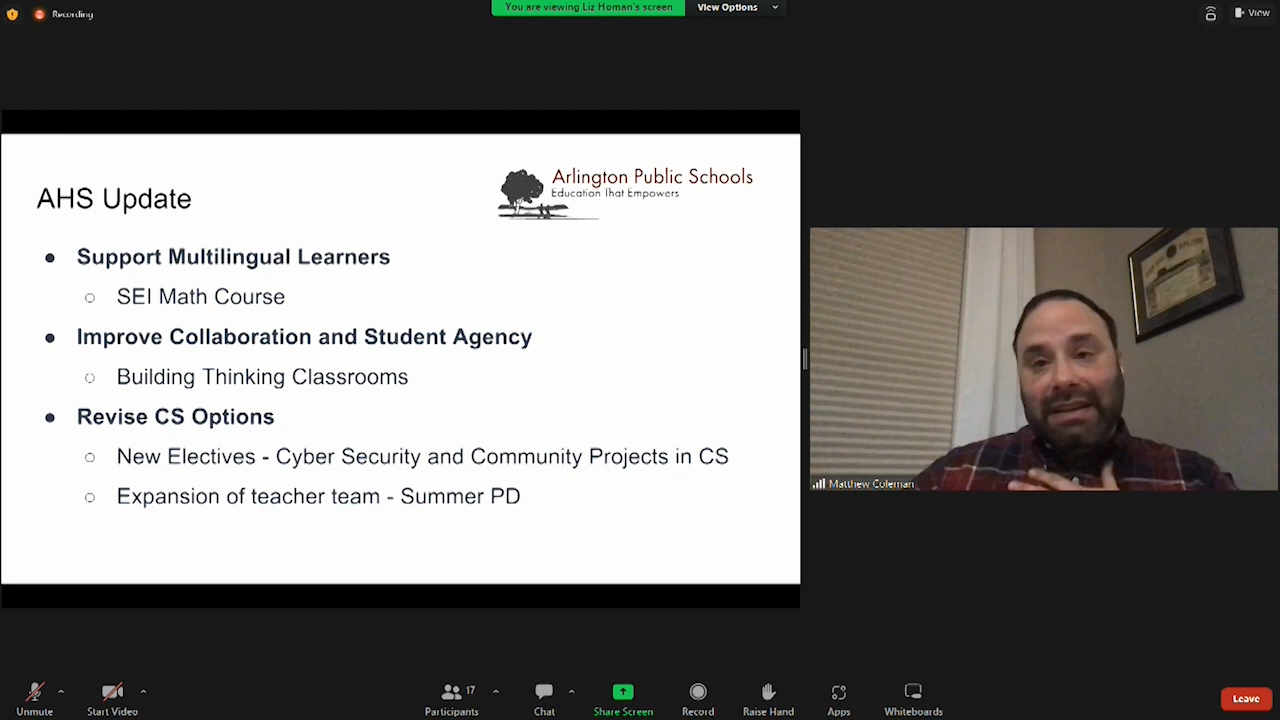 Recording
You are viewing Liz Homan's screen
View Options
View
AHS Update
Arlington Public Schools
Education That Empowers
Support Multilingual Learners
SEI Math Course
Improve Collaboration and Student Agency
Building Thinking Classrooms
Revise CS Options
New Electives - Cyber Security and Community Projects in CS
Expansion of teacher team - Summer PD
Matthew Coleman
Unmute
Start Video
17
Participants
Chat
Share Screen
Record
Raise Hand
Apps
Whiteboards
Leave